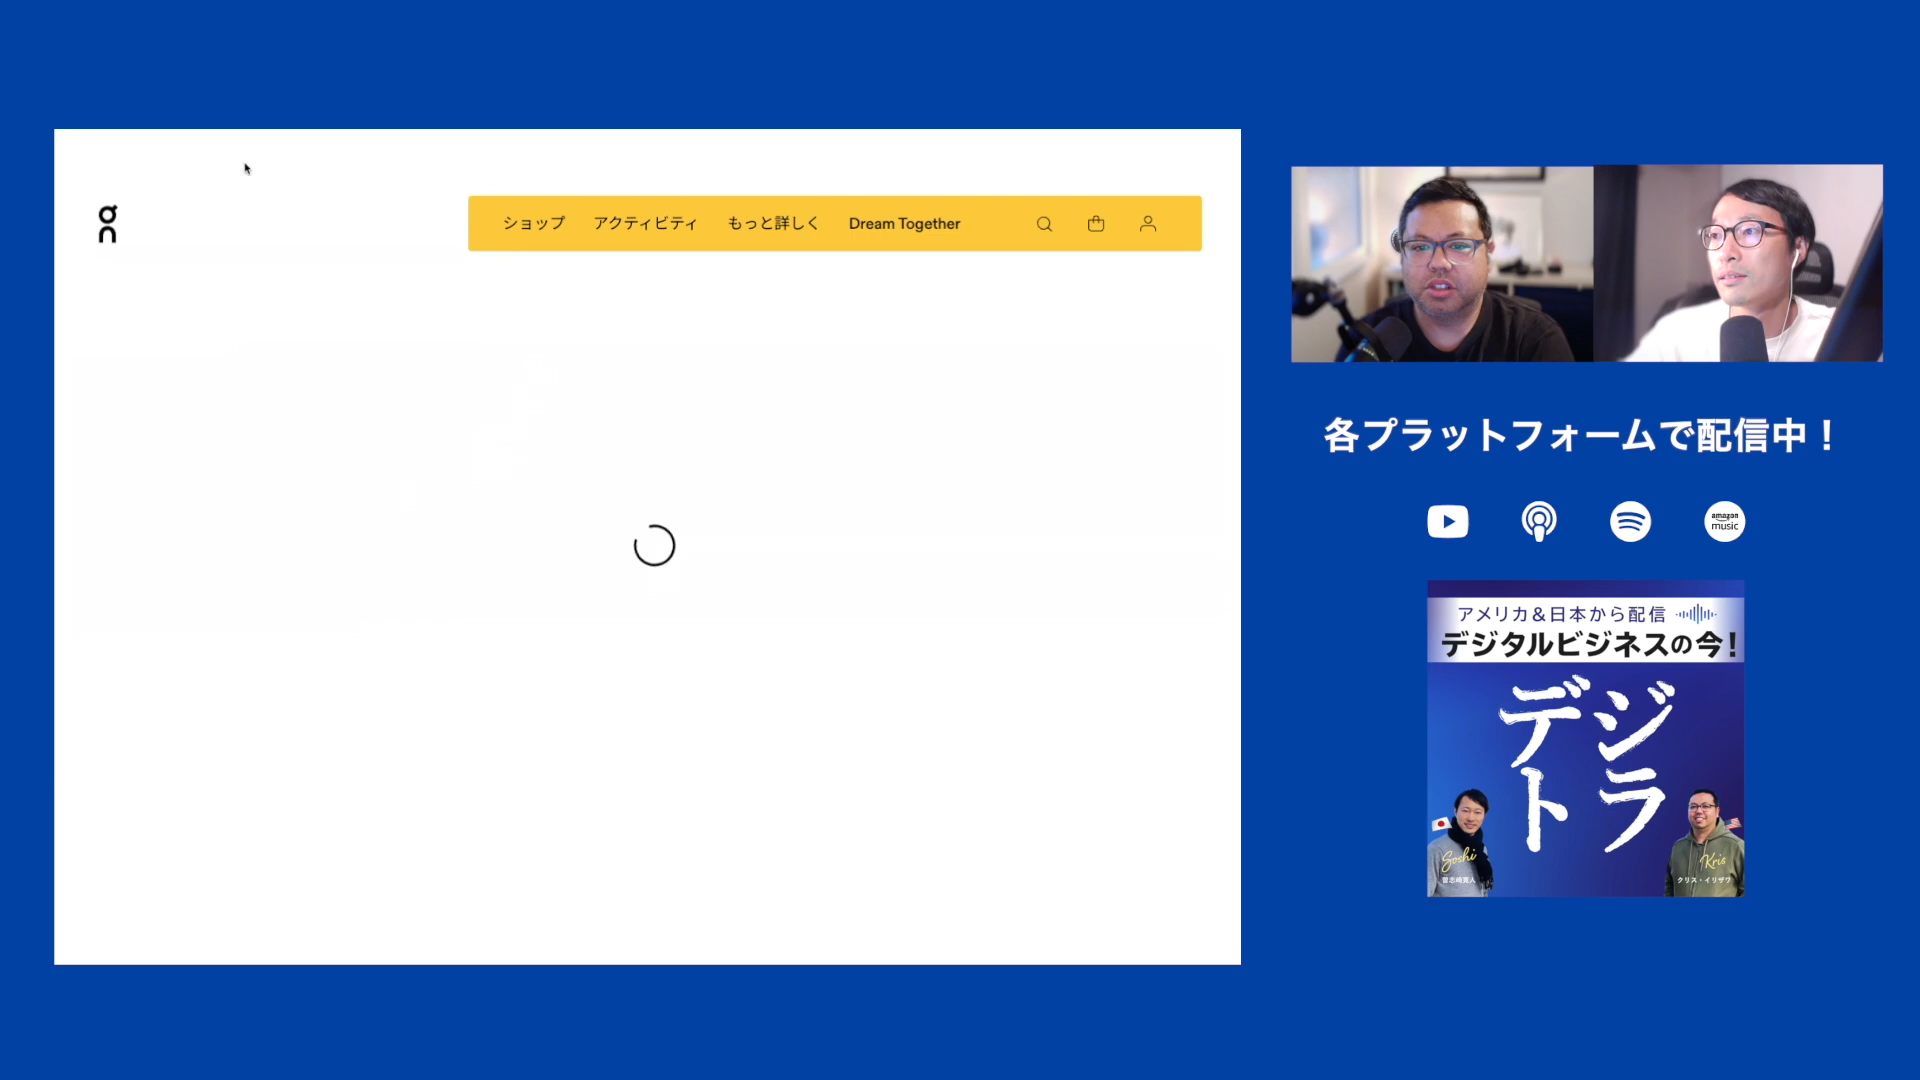 on
ショップ アクティビティ もっと詳しく Dream Together
各プラットフォームで配信中！
amazon music
アメリカ＆日本から配信
デジタルビジネスの今！
デジトラ
Soshi
Kris
クリス・イリザワ